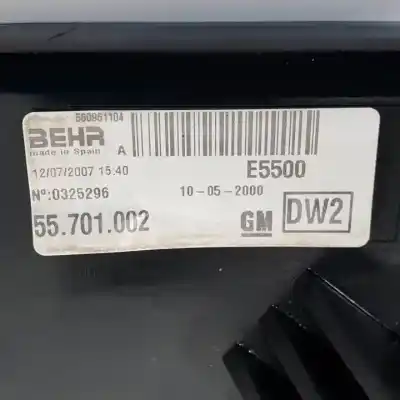 560951104
BEHR
made in Spain A
12/07/2007 15:40 E5500
Nº:0325296 10-05-2000
55.701.002 GM DW2